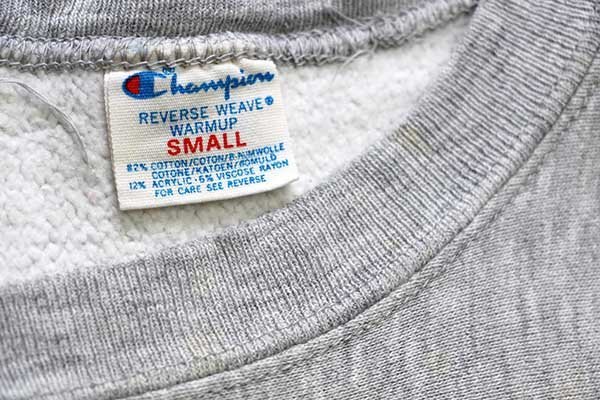 Champion
REVERSE WEAVE®
WARMUP
SMALL
82% COTTON/COTON/BAUMWOLLE
COTONE/KATOEN/BOMULD
12% ACRYLIC·6% VISCOSE RAYON
FOR CARE SEE REVERSE